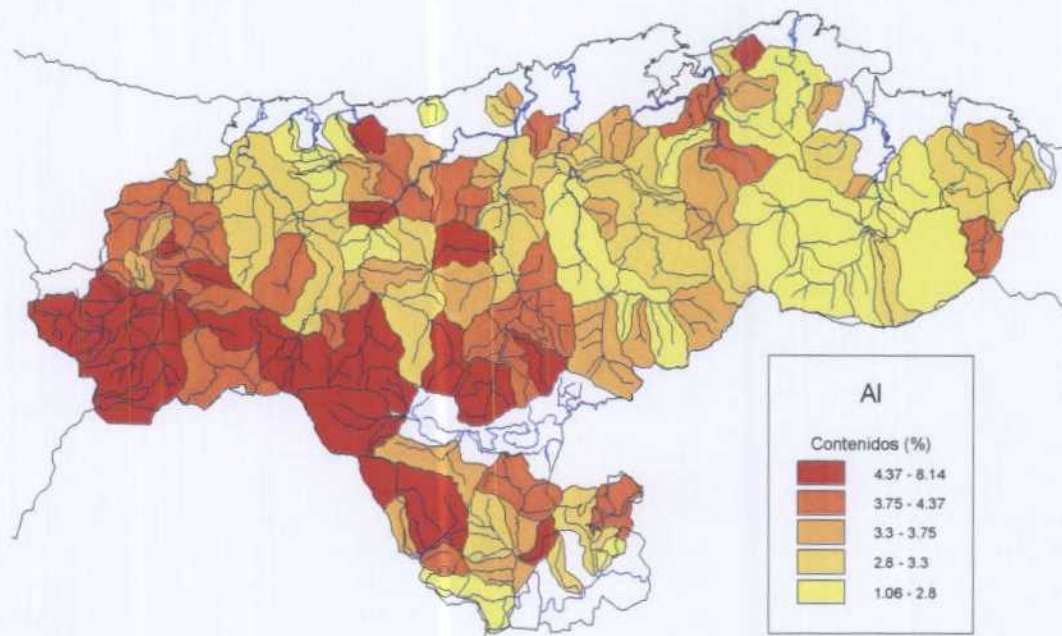 Al
Contenidos (%)
4.37 - 8.14
3.75 - 4.37
3.3 - 3.75
2.8 - 3.3
1.06 - 2.8